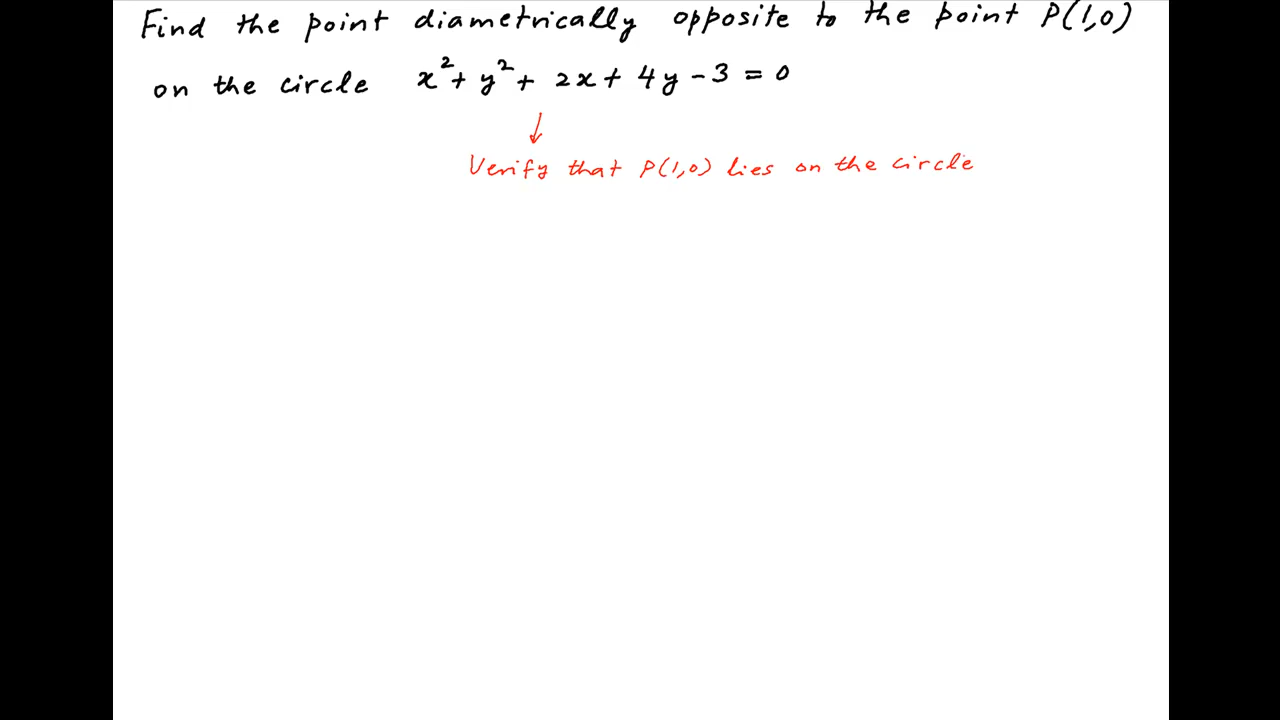 Find the point diametrically opposite to the point P(1,0)
on the circle x² + y² + 2x + 4y - 3 = 0
Verify that P(1,0) lies on the circle